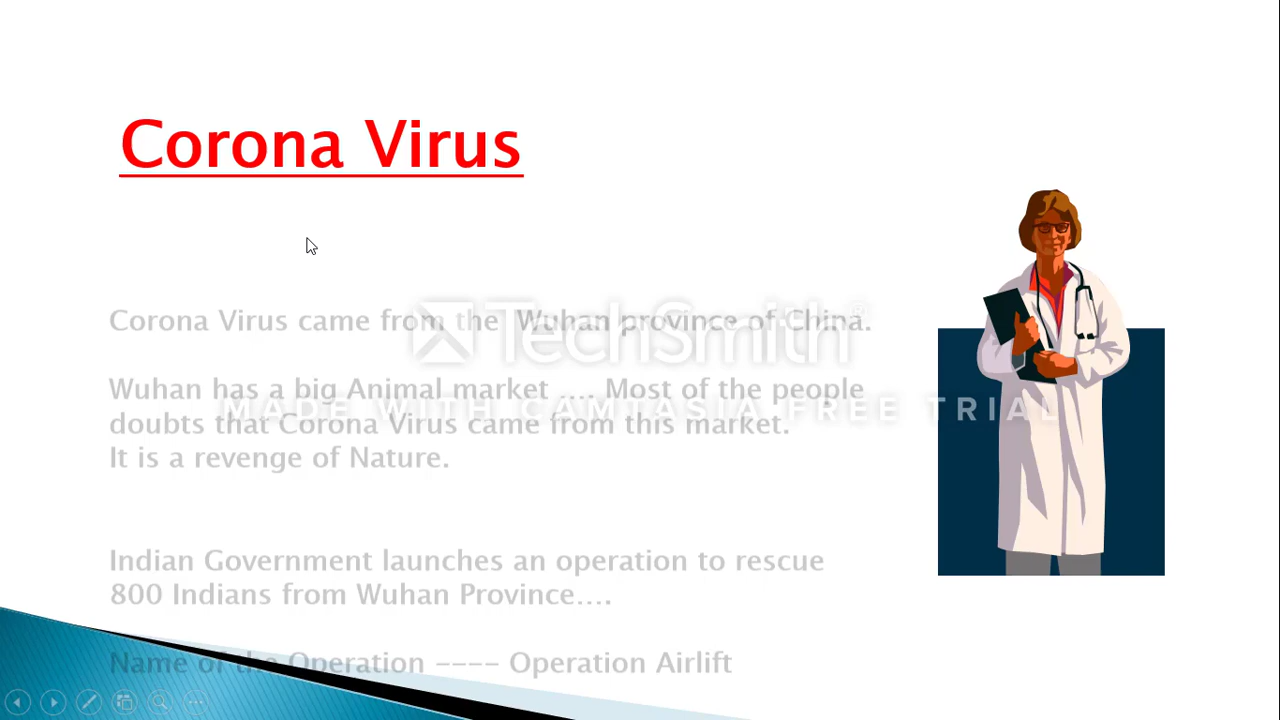 Corona Virus
Corona Virus came from the Wuhan province of China.
TechSmith®
Wuhan has a big Animal market .... Most of the people
MADE WITH CAMTASIA FREE TRIAL
doubts that Corona Virus came from this market.
It is a revenge of Nature.
Indian Government launches an operation to rescue
800 Indians from Wuhan Province....
Name of the Operation ---- Operation Airlift